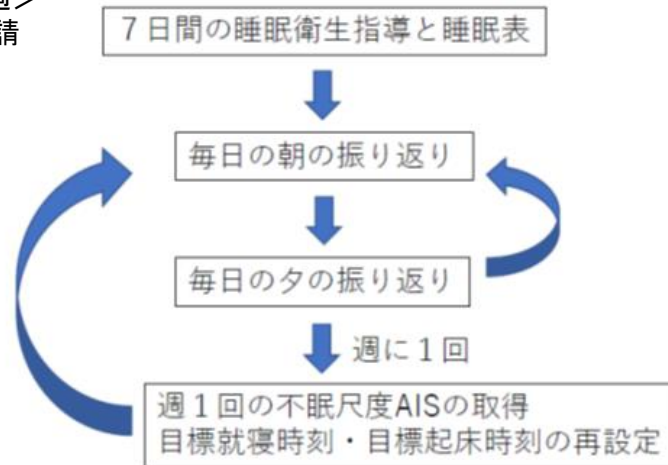 請
7日間の睡眠衛生指導と睡眠表
毎日の朝の振り返り
毎日の夕の振り返り
週に1回
週1回の不眠尺度AISの取得
目標就寝時刻・目標起床時刻の再設定